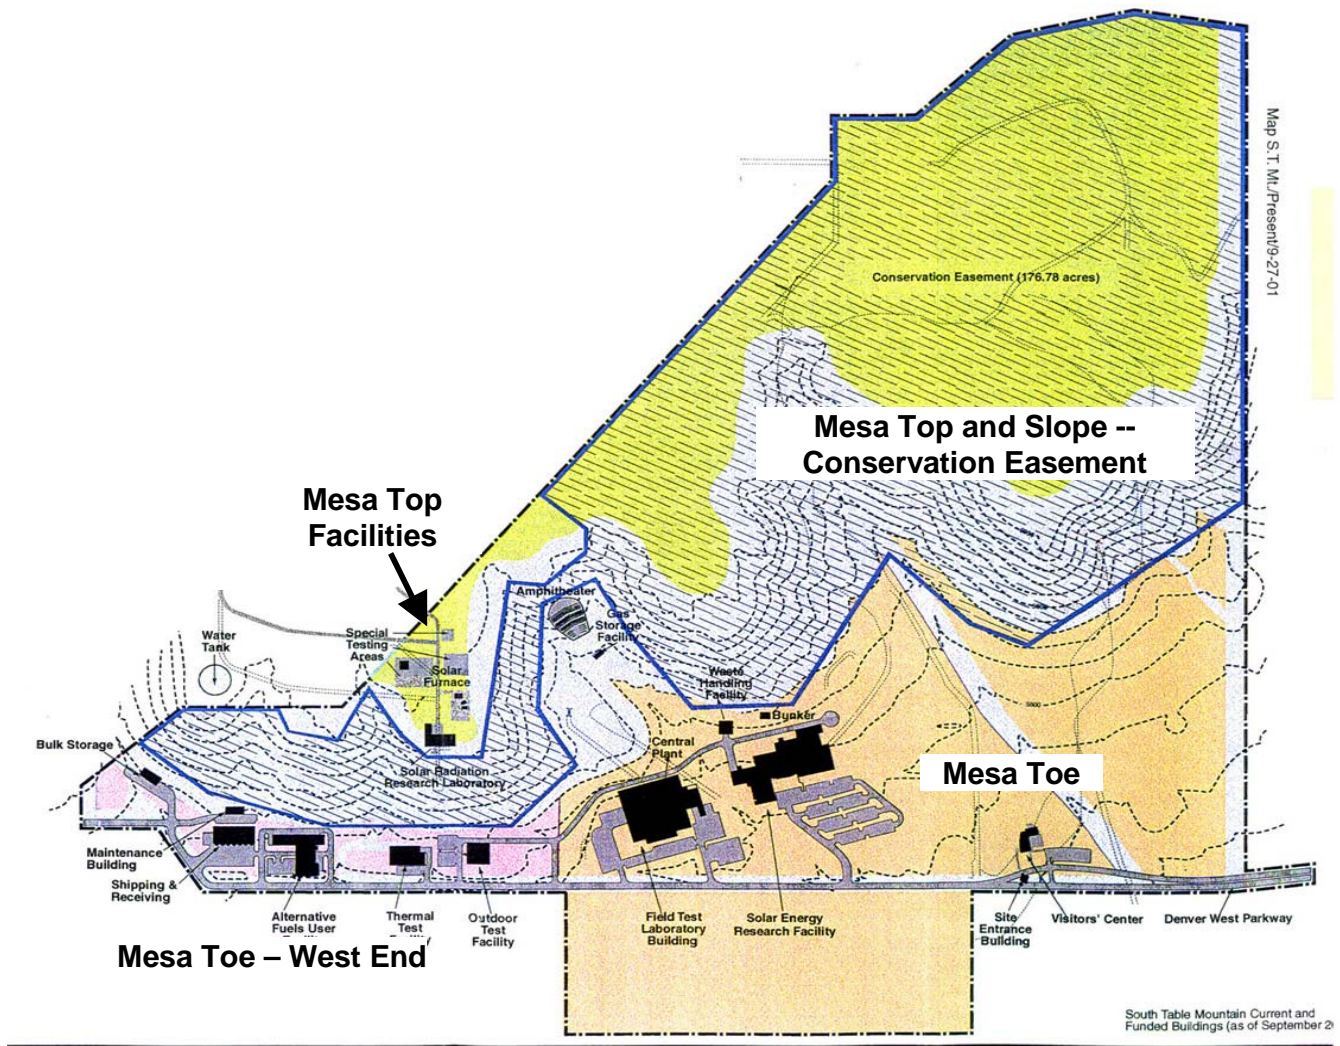 Map S.T. Mt./Present/9-27-01
Conservation Easement (176.78 acres)
Mesa Top and Slope --
Conservation Easement
Mesa Top
Facilities
Amphitheater
Gas
Storage
Facility
Water
Tank
Special
Testing
Areas
Solar
Furnace
Waste
Handling
Facility
Bunker
Bulk Storage
Central
Plant
Solar Radiation
Research Laboratory
Mesa Toe
Maintenance
Building
Shipping &
Receiving
Alternative
Fuels User
Thermal
Test
Outdoor
Test
Facility
Field Test
Laboratory
Building
Solar Energy
Research Facility
Site
Entrance
Building
Visitors' Center
Denver West Parkway
Mesa Toe – West End
South Table Mountain Current and
Funded Buildings (as of September 2